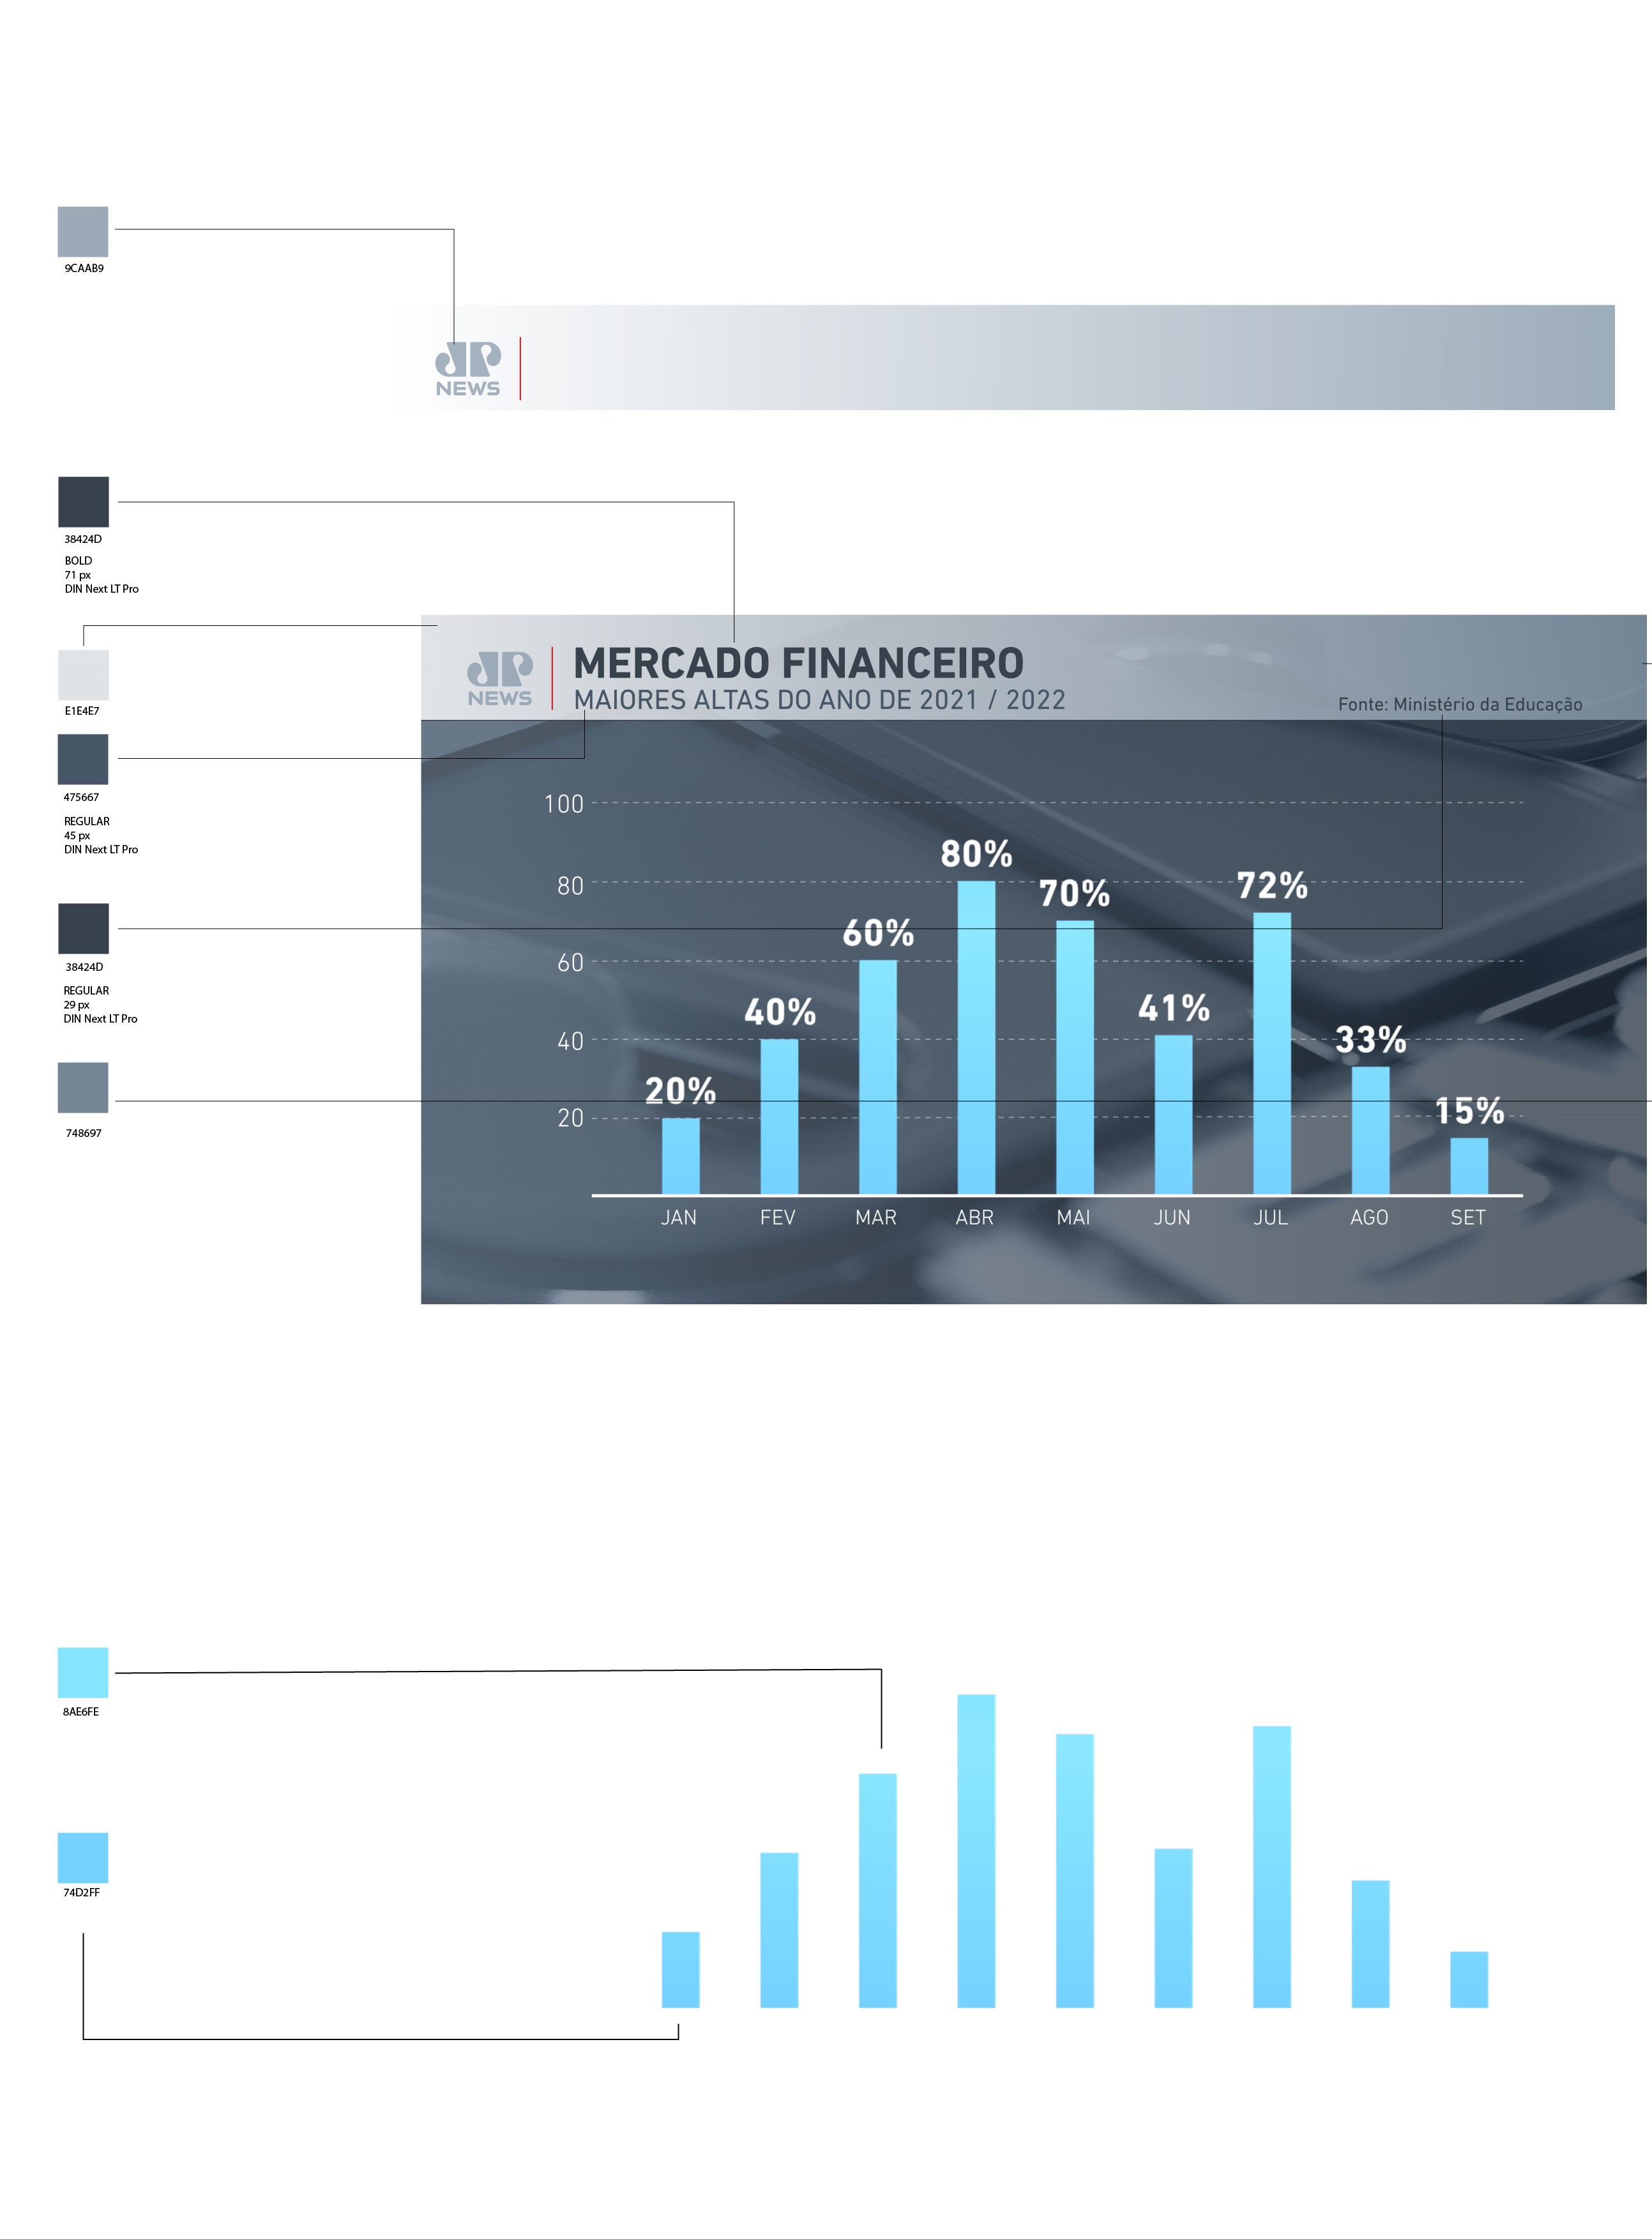 9CAAB9
JP
NEWS
38424D
BOLD
71 px
DIN Next LT Pro
E1E4E7
475667
REGULAR
45 px
DIN Next LT Pro
38424D
REGULAR
29 px
DIN Next LT Pro
748697
JP
NEWS
MERCADO FINANCEIRO
MAIORES ALTAS DO ANO DE 2021 / 2022
Fonte: Ministério da Educação
100
80
60
40
20
20%
40%
60%
80%
70%
41%
72%
33%
15%
JAN FEV MAR ABR MAI JUN JUL AGO SET
8AE6FE
74D2FF